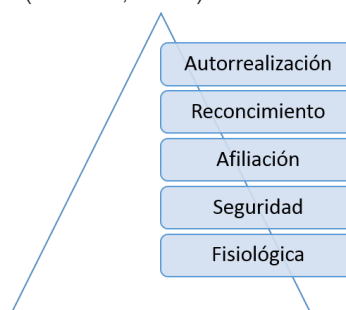 Autorrealización
Reconcimiento
Afiliación
Seguridad
Fisiológica